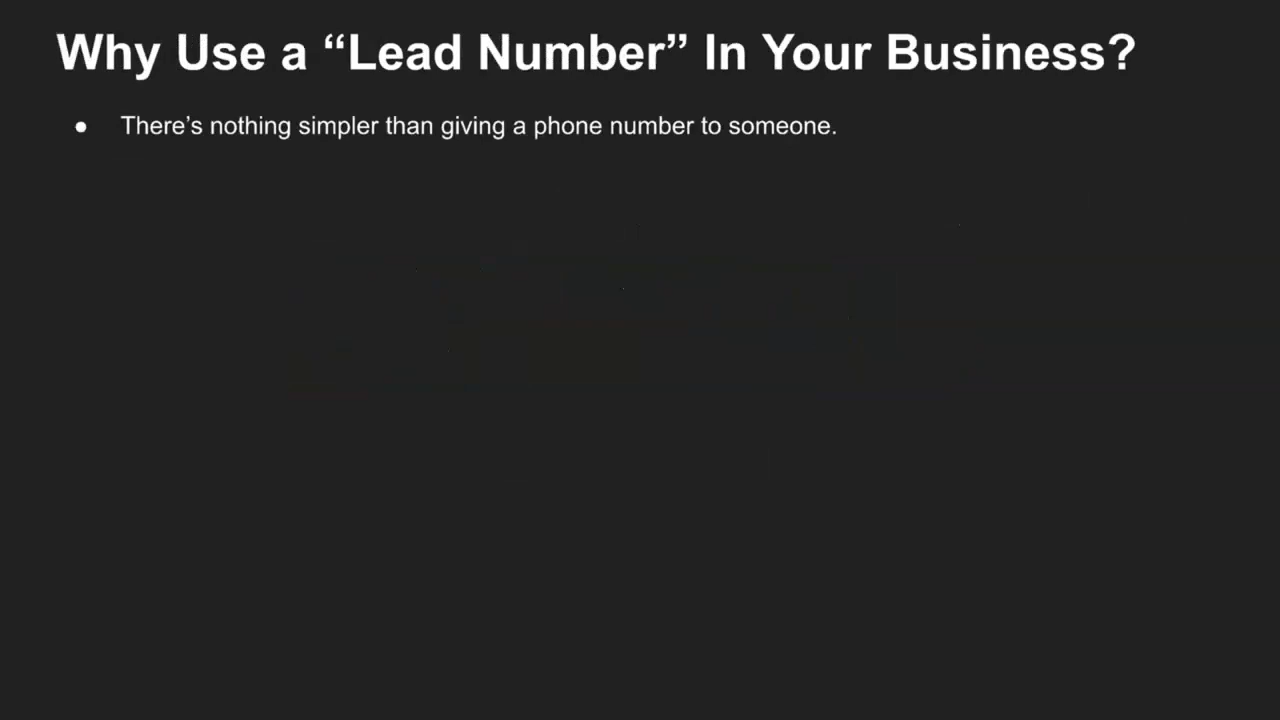 Why Use a “Lead Number” In Your Business?
● There’s nothing simpler than giving a phone number to someone.